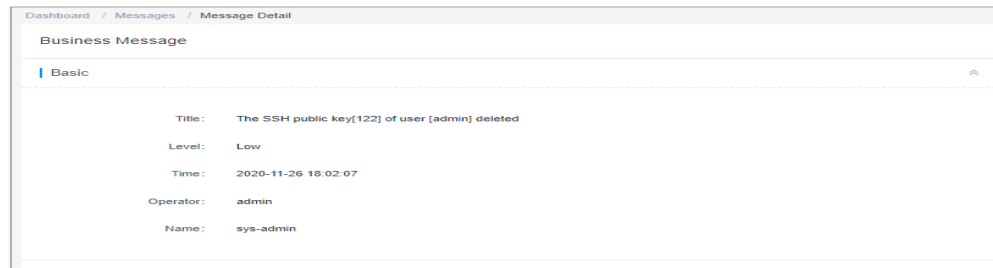 Dashboard / Messages / Message Detail
Business Message
Basic
Title: The SSH public key[122] of user [admin] deleted
Level: Low
Time: 2020-11-26 18:02:07
Operator: admin
Name: sys-admin